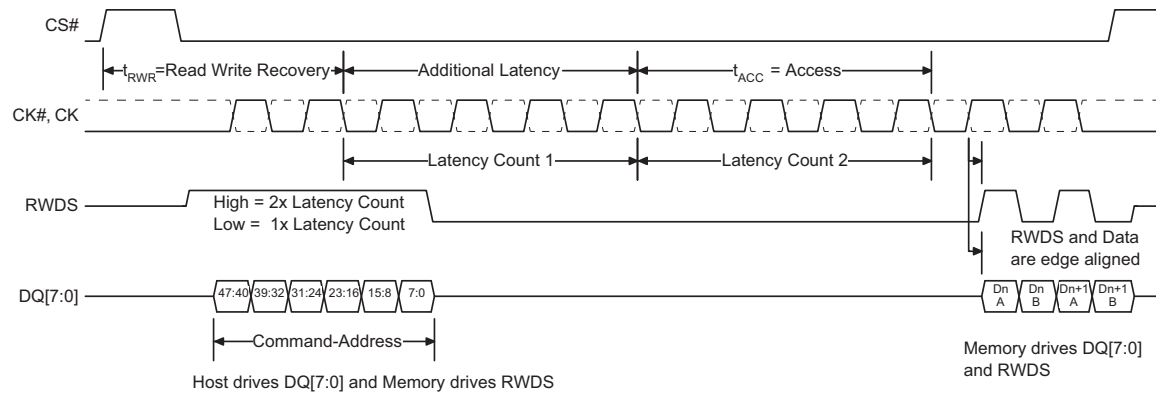 CS#
tRWR=Read Write Recovery
Additional Latency
tACC = Access
CK#, CK
Latency Count 1
Latency Count 2
RWDS
High = 2x Latency Count
Low = 1x Latency Count
RWDS and Data
are edge aligned
DQ[7:0]
47:40 39:32 31:24 23:16 15:8 7:0
Dn
A
Dn
B
Dn+1
A
Dn+1
B
Command-Address
Host drives DQ[7:0] and Memory drives RWDS
Memory drives DQ[7:0]
and RWDS